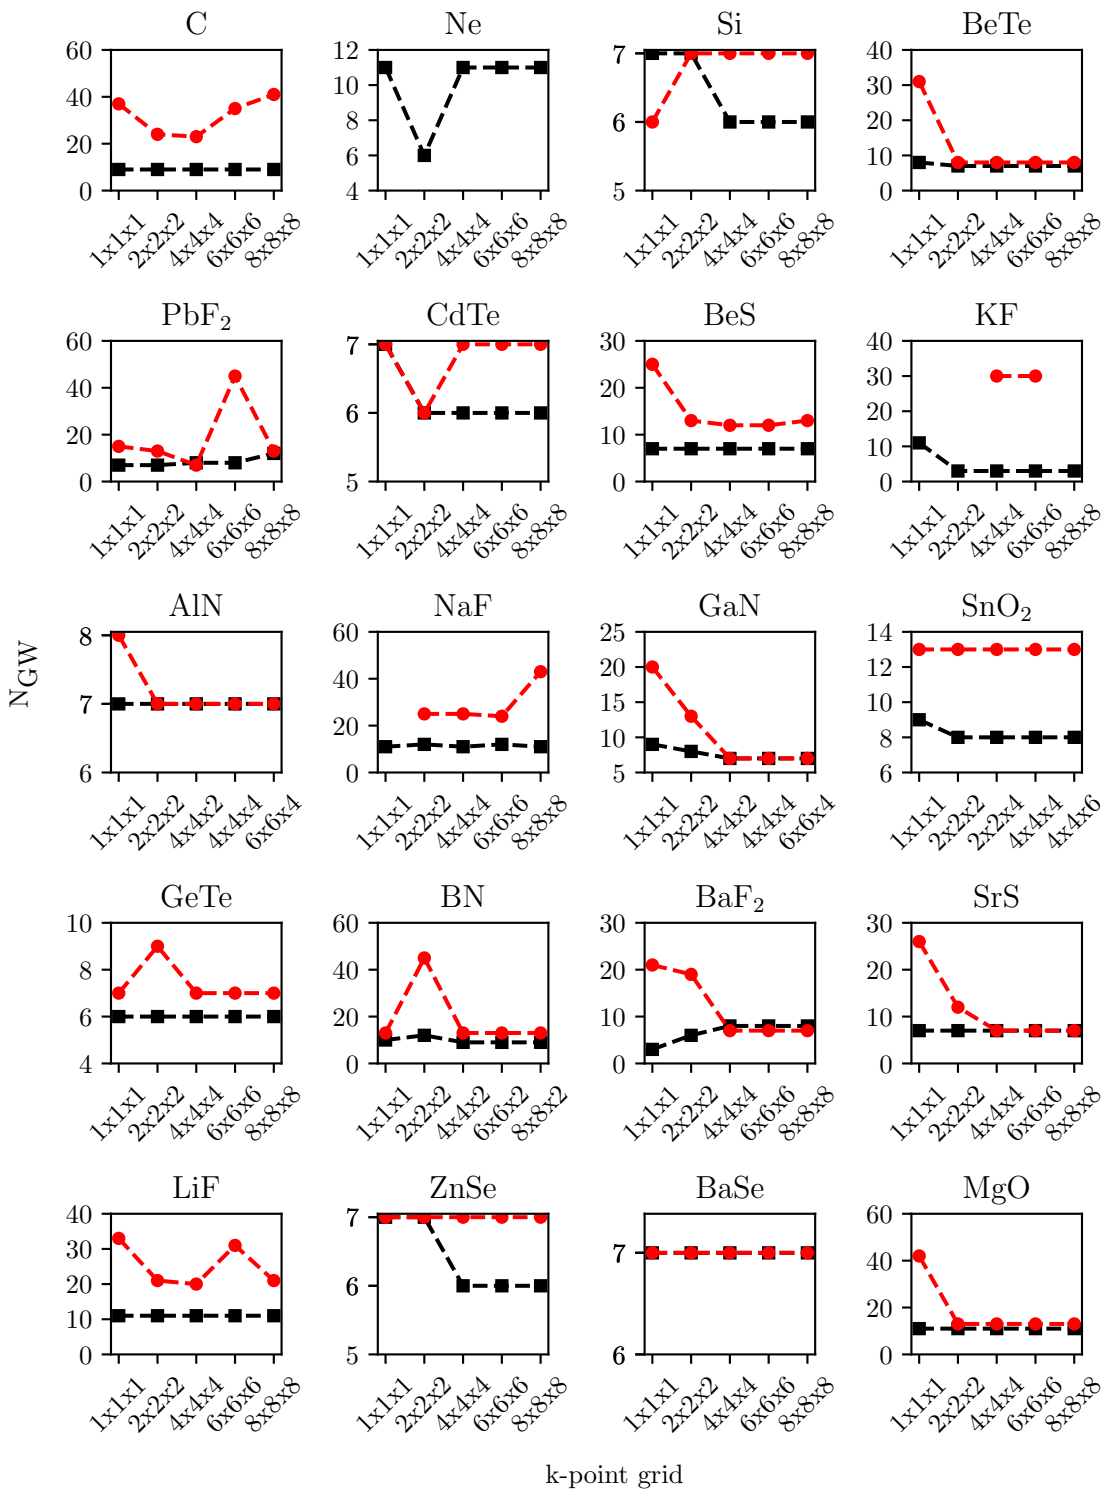 C Ne Si BeTe
60 12 7 40
40 10 30
20 8 6 20
0 6 10
4 5 0
1x1x1 2x2x2 4x4x4 6x6x6 8x8x8 1x1x1 2x2x2 4x4x4 6x6x6 8x8x8 1x1x1 2x2x2 4x4x4 6x6x6 8x8x8 1x1x1 2x2x2 4x4x4 6x6x6 8x8x8
PbF₂ CdTe BeS KF
60 7 30 40
40 20 30
20 6 10 20
0 5 0 10
0
1x1x1 2x2x2 4x4x4 6x6x6 8x8x8 1x1x1 2x2x2 4x4x4 6x6x6 8x8x8 1x1x1 2x2x2 4x4x4 6x6x6 8x8x8 1x1x1 2x2x2 4x4x4 6x6x6 8x8x8
N_GW
AlN NaF GaN SnO₂
8 60 25 14
7 40 20 12
6 20 15 10
0 10 8
5 6
1x1x1 2x2x2 4x4x2 4x4x4 6x6x4 1x1x1 2x2x2 4x4x4 6x6x6 8x8x8 1x1x1 2x2x2 4x4x2 4x4x4 6x6x4 1x1x1 2x2x2 2x2x4 4x4x4 4x4x6
GeTe BN BaF₂ SrS
10 60 30 30
8 40 20 20
6 20 10 10
4 0 0 0
1x1x1 2x2x2 4x4x4 6x6x6 8x8x8 1x1x1 2x2x2 4x4x2 6x6x2 8x8x2 1x1x1 2x2x2 4x4x4 6x6x6 8x8x8 1x1x1 2x2x2 4x4x4 6x6x6 8x8x8
LiF ZnSe BaSe MgO
40 7 7 60
30 40
20 6 20
10 5 6 0
0
1x1x1 2x2x2 4x4x4 6x6x6 8x8x8 1x1x1 2x2x2 4x4x4 6x6x6 8x8x8 1x1x1 2x2x2 4x4x4 6x6x6 8x8x8 1x1x1 2x2x2 4x4x4 6x6x6 8x8x8
k-point grid